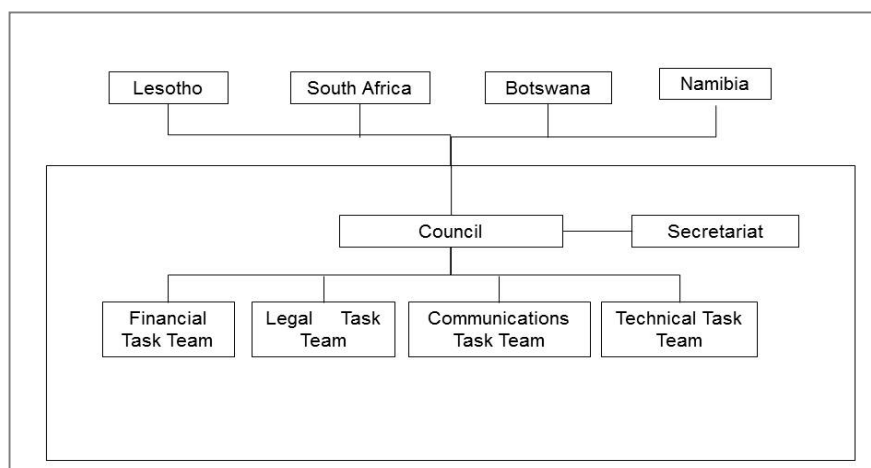 Lesotho
South Africa
Botswana
Namibia
Council
Secretariat
Financial
Task Team
Legal Task
Team
Communications
Task Team
Technical Task
Team